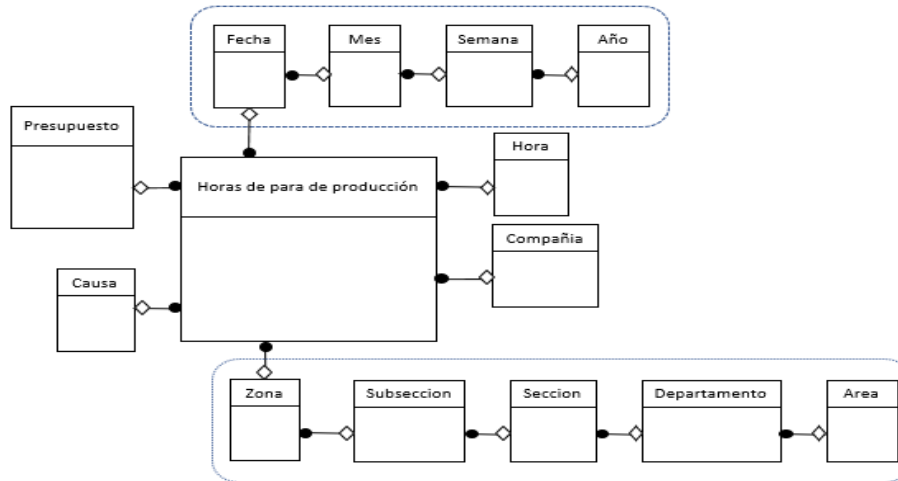 Fecha
Mes
Semana
Año
Presupuesto
Hora
Horas de para de producción
Compañia
Causa
Zona
Subseccion
Seccion
Departamento
Area